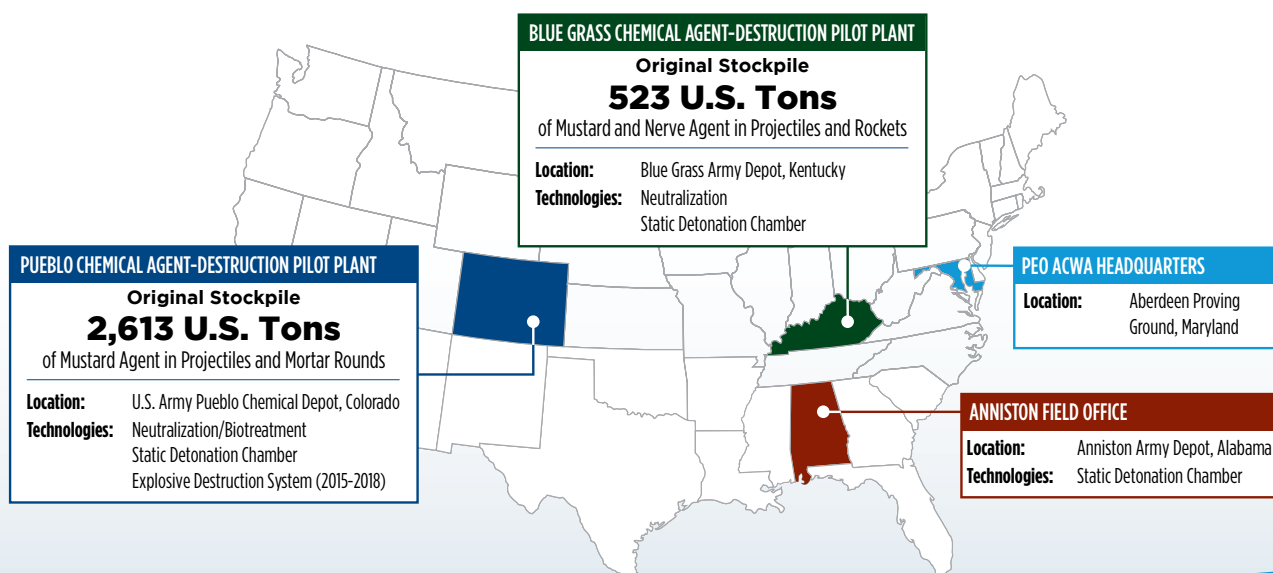 BLUE GRASS CHEMICAL AGENT-DESTRUCTION PILOT PLANT
Original Stockpile
523 U.S. Tons
of Mustard and Nerve Agent in Projectiles and Rockets
Location: Blue Grass Army Depot, Kentucky
Technologies: Neutralization
Static Detonation Chamber
PUEBLO CHEMICAL AGENT-DESTRUCTION PILOT PLANT
Original Stockpile
2,613 U.S. Tons
of Mustard Agent in Projectiles and Mortar Rounds
Location: U.S. Army Pueblo Chemical Depot, Colorado
Technologies: Neutralization/Biotreatment
Static Detonation Chamber
Explosive Destruction System (2015-2018)
PEO ACWA HEADQUARTERS
Location: Aberdeen Proving
Ground, Maryland
ANNISTON FIELD OFFICE
Location: Anniston Army Depot, Alabama
Technologies: Static Detonation Chamber